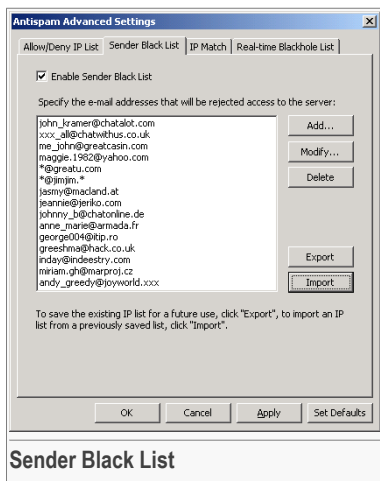 Antispam Advanced Settings
Allow/Deny IP List Sender Black List IP Match Real-time Blackhole List
Enable Sender Black List
Specify the e-mail addresses that will be rejected access to the server:
john_kramer@chatalot.com
xxx_all@chatwithus.co.uk
me_john@greatcasin.com
maggie.1982@yahoo.com
*@greatu.com
*@jimjim.*
jasmy@macland.at
jeannie@jeriko.com
johnny_b@chatonline.de
anne_marie@armada.fr
george004@itip.ro
greeshma@hack.co.uk
inday@indeestry.com
miriam.gh@marproj.cz
andy_greedy@joyworld.xxx
Add...
Modify...
Delete
Export
Import
To save the existing IP list for a future use, click "Export", to import an IP
list from a previously saved list, click "Import".
OK Cancel Apply Set Defaults
Sender Black List